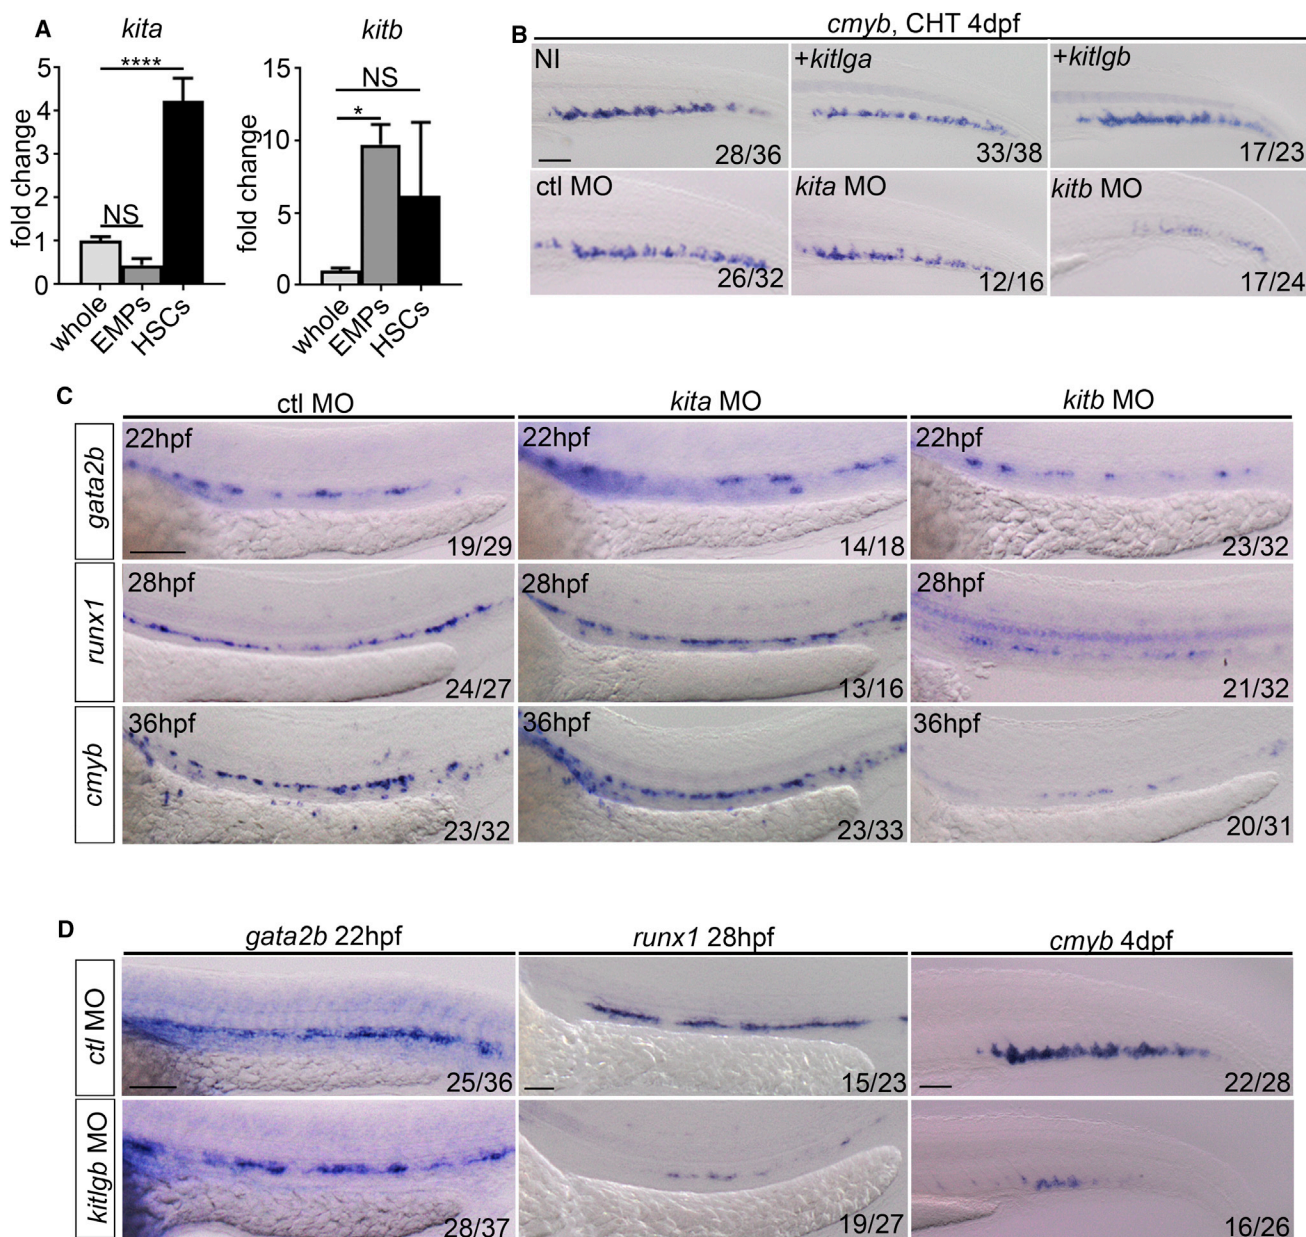 A
kita
kitb
fold change
5
4
3
2
1
0
****
NS
whole
EMPs
HSCs
fold change
15
10
5
0
NS
*
whole
EMPs
HSCs
B
cmyb, CHT 4dpf
NI
28/36
+kitlga
33/38
+kitlgb
17/23
ctl MO
26/32
kita MO
12/16
kitb MO
17/24
C
ctl MO
kita MO
kitb MO
gata2b
22hpf
19/29
22hpf
14/18
22hpf
23/32
runx1
28hpf
24/27
28hpf
13/16
28hpf
21/32
cmyb
36hpf
23/32
36hpf
23/33
36hpf
20/31
D
gata2b 22hpf
runx1 28hpf
cmyb 4dpf
ctl MO
25/36
15/23
22/28
kitlgb MO
28/37
19/27
16/26